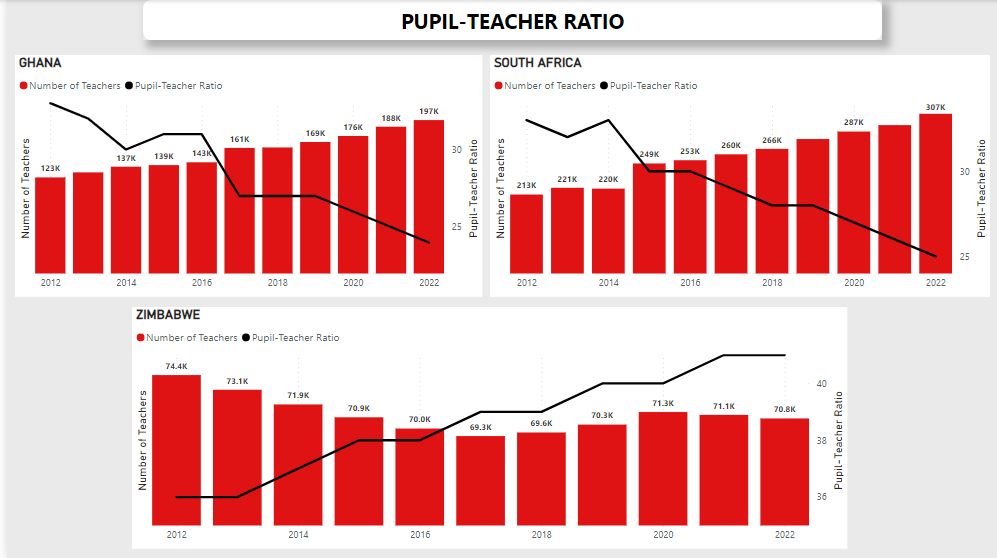 PUPIL-TEACHER RATIO
GHANA
Number of Teachers Pupil-Teacher Ratio
Number of Teachers
123K
137K
139K
143K
161K
169K
176K
188K
197K
30
25
Pupil-Teacher Ratio
2012 2014 2016 2018 2020 2022
SOUTH AFRICA
Number of Teachers Pupil-Teacher Ratio
Number of Teachers
213K
221K
220K
249K
253K
260K
266K
287K
307K
30
25
Pupil-Teacher Ratio
2012 2014 2016 2018 2020 2022
ZIMBABWE
Number of Teachers Pupil-Teacher Ratio
Number of Teachers
74.4K
73.1K
71.9K
70.9K
70.0K
69.3K
69.6K
70.3K
71.3K
71.1K
70.8K
40
38
36
Pupil-Teacher Ratio
2012 2014 2016 2018 2020 2022